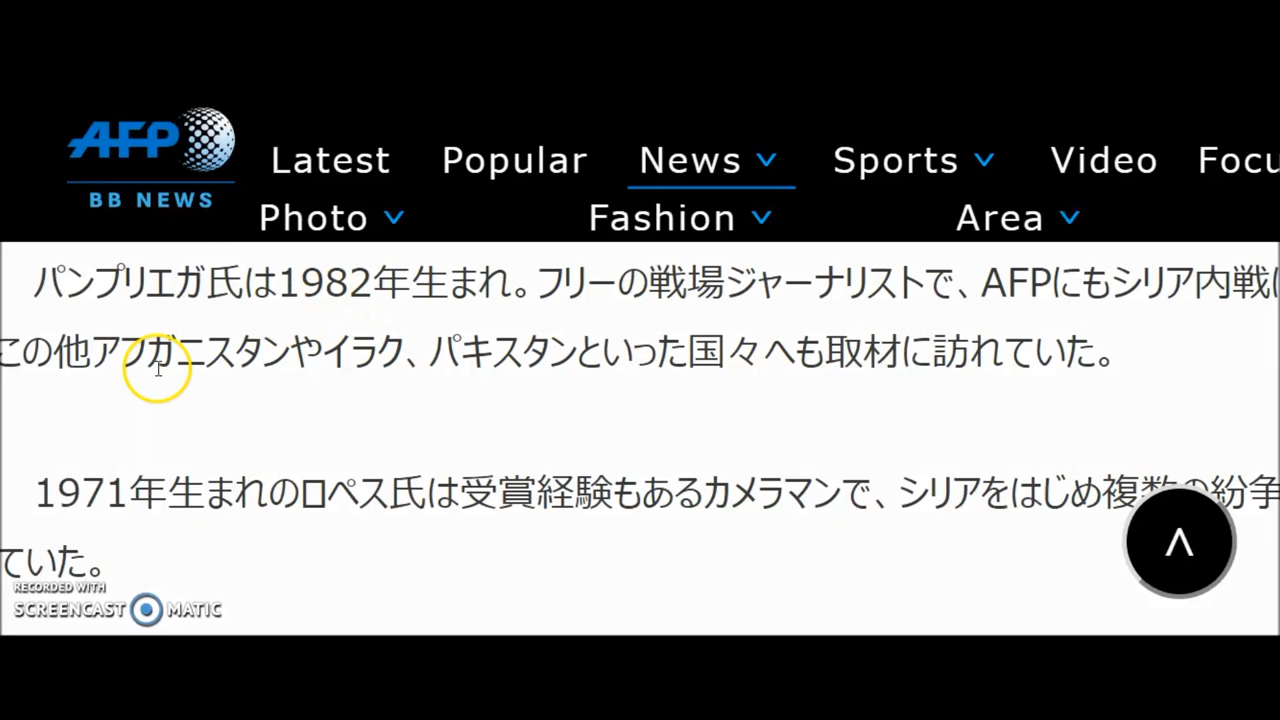 AFP
BB NEWS
Latest Popular News Sports Video Focu
Photo Fashion Area
パンプリエガ氏は1982年生まれ。フリーの戦場ジャーナリストで、AFPにもシリア内戦に
この他アフガニスタンやイラク、パキスタンといった国々へも取材に訪れていた。
1971年生まれのロペス氏は受賞経験もあるカメラマンで、シリアをはじめ複数の紛争
ていた。
RECORDED WITH
SCREENCAST MATIC